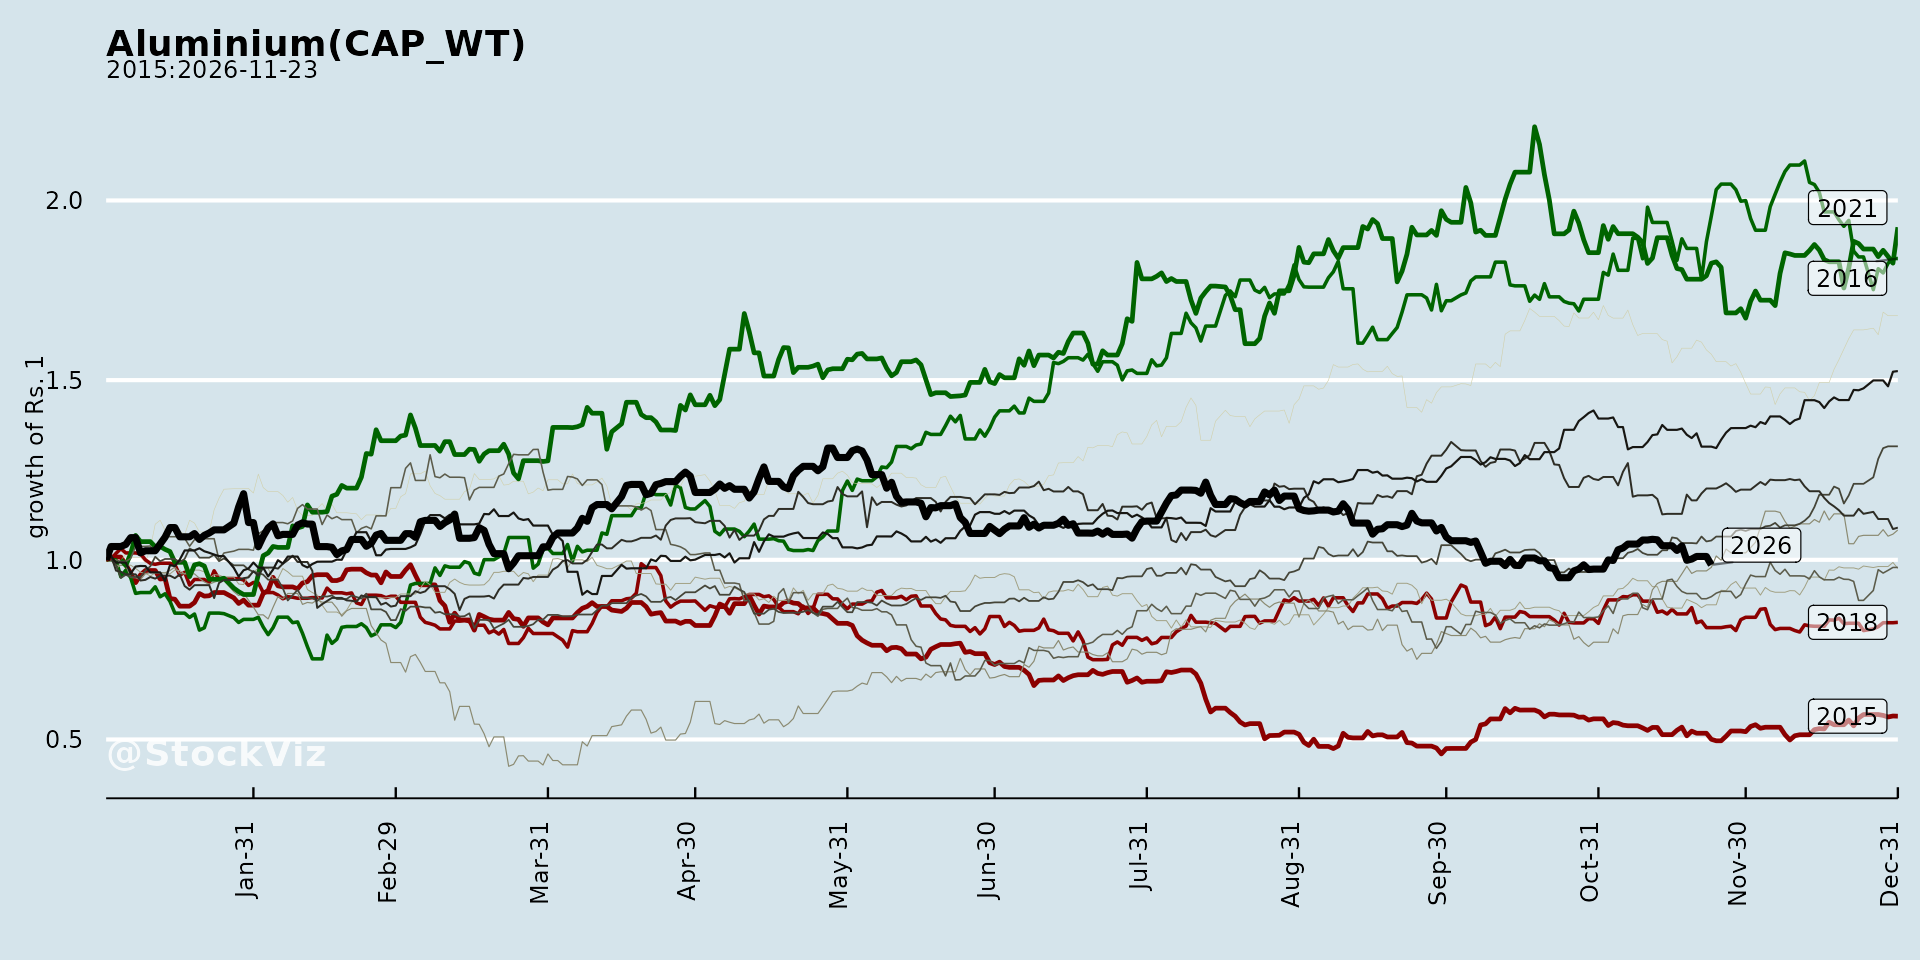 Aluminium(CAP_WT)
2015:2026-11-23
growth of Rs. 1
2.0
1.5
1.0
0.5
2021
2016
2026
2018
2015
@StockViz
Jan-31
Feb-29
Mar-31
Apr-30
May-31
Jun-30
Jul-31
Aug-31
Sep-30
Oct-31
Nov-30
Dec-31